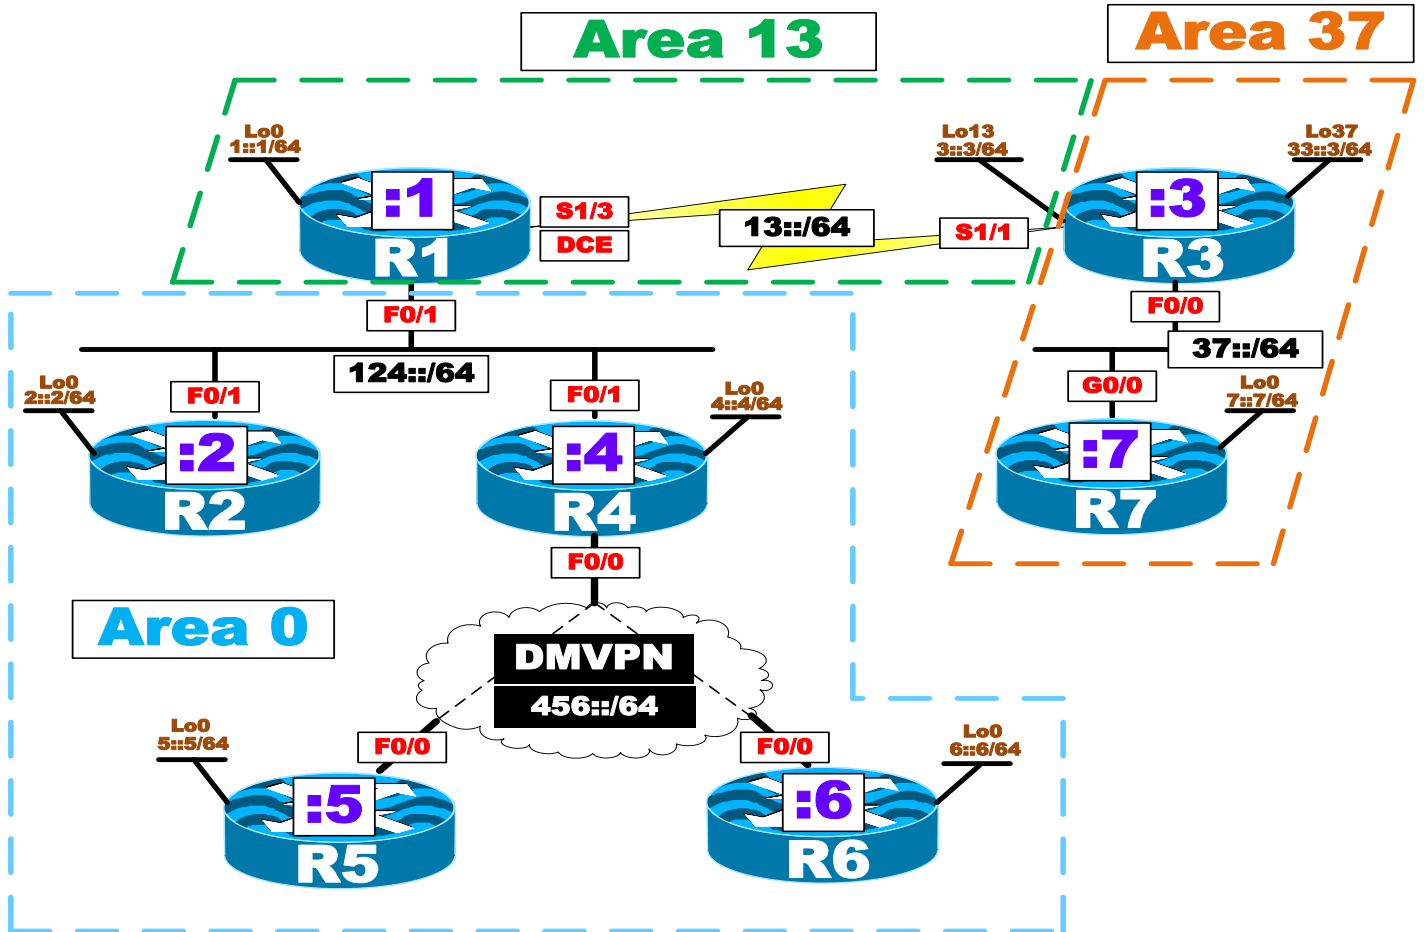 Area 13
Area 37
Lo0
1::1/64
Lo13
3::3/64
Lo37
33::3/64
:1
R1
S1/3
DCE
13::/64
S1/1
:3
R3
F0/1
F0/0
124::/64
37::/64
Lo0
2::2/64
F0/1
F0/1
Lo0
4::4/64
G0/0
Lo0
7::7/64
:2
R2
:4
R4
:7
R7
F0/0
Area 0
DMVPN
456::/64
Lo0
5::5/64
F0/0
F0/0
Lo0
6::6/64
:5
R5
:6
R6